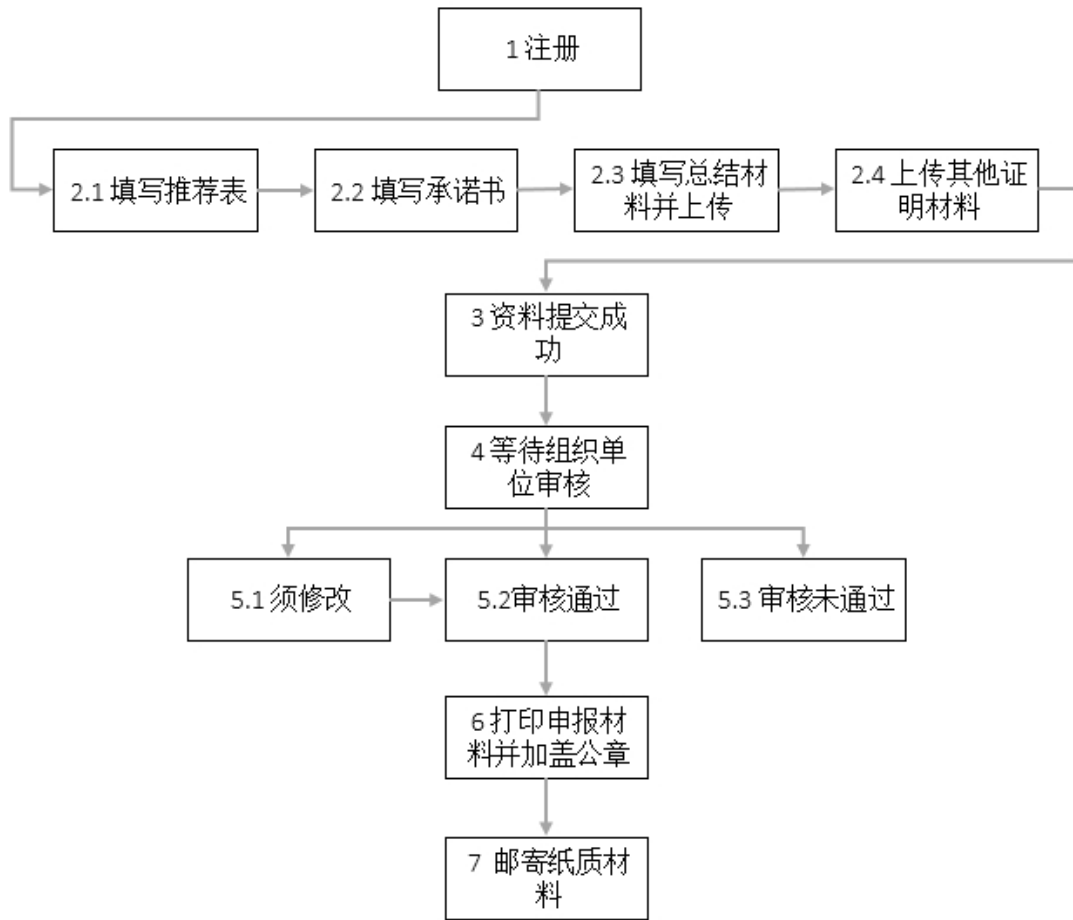 1 注册
2.1 填写推荐表
2.2 填写承诺书
2.3 填写总结材
料并上传
2.4 上传其他证
明材料
3 资料提交成
功
4 等待组织单
位审核
5.1 须修改
5.2审核通过
5.3 审核未通过
6 打印申报材
料并加盖公章
7 邮寄纸质材
料